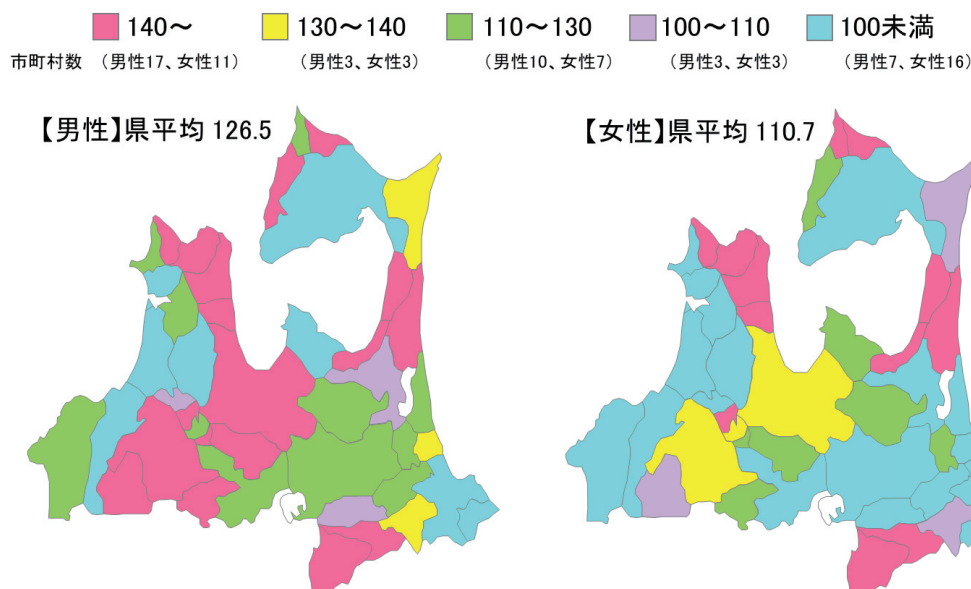 140～ 130～140 110～130 100～110 100未満
市町村数 （男性17、女性11） （男性3、女性3） （男性10、女性7） （男性3、女性3） （男性7、女性16）
【男性】県平均 126.5 【女性】県平均 110.7